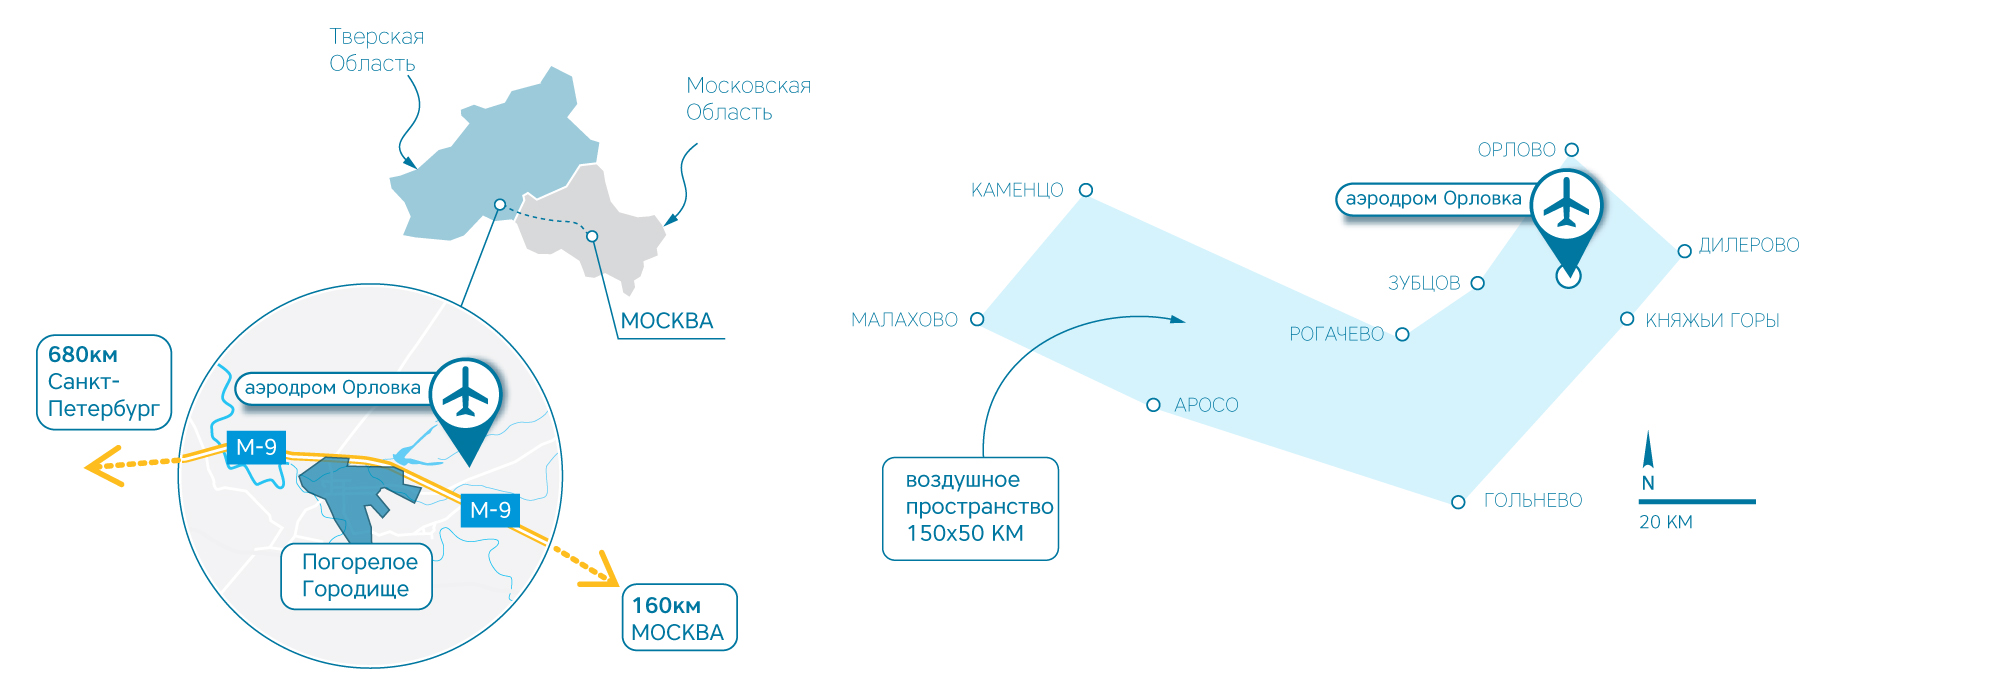 Тверская
Область
Московская
Область
МОСКВА
680км
Санкт-
Петербург
аэродром Орловка
М-9
М-9
Погорелое
Городище
160км
МОСКВА
ОРЛОВО
КАМЕНЦО
аэродром Орловка
ДИЛЕРОВО
ЗУБЦОВ
МАЛАХОВО
РОГАЧЕВО
КНЯЖЬИ ГОРЫ
АРОСО
воздушное
пространство
150х50 КМ
ГОЛЬНЕВО
N
20 КМ